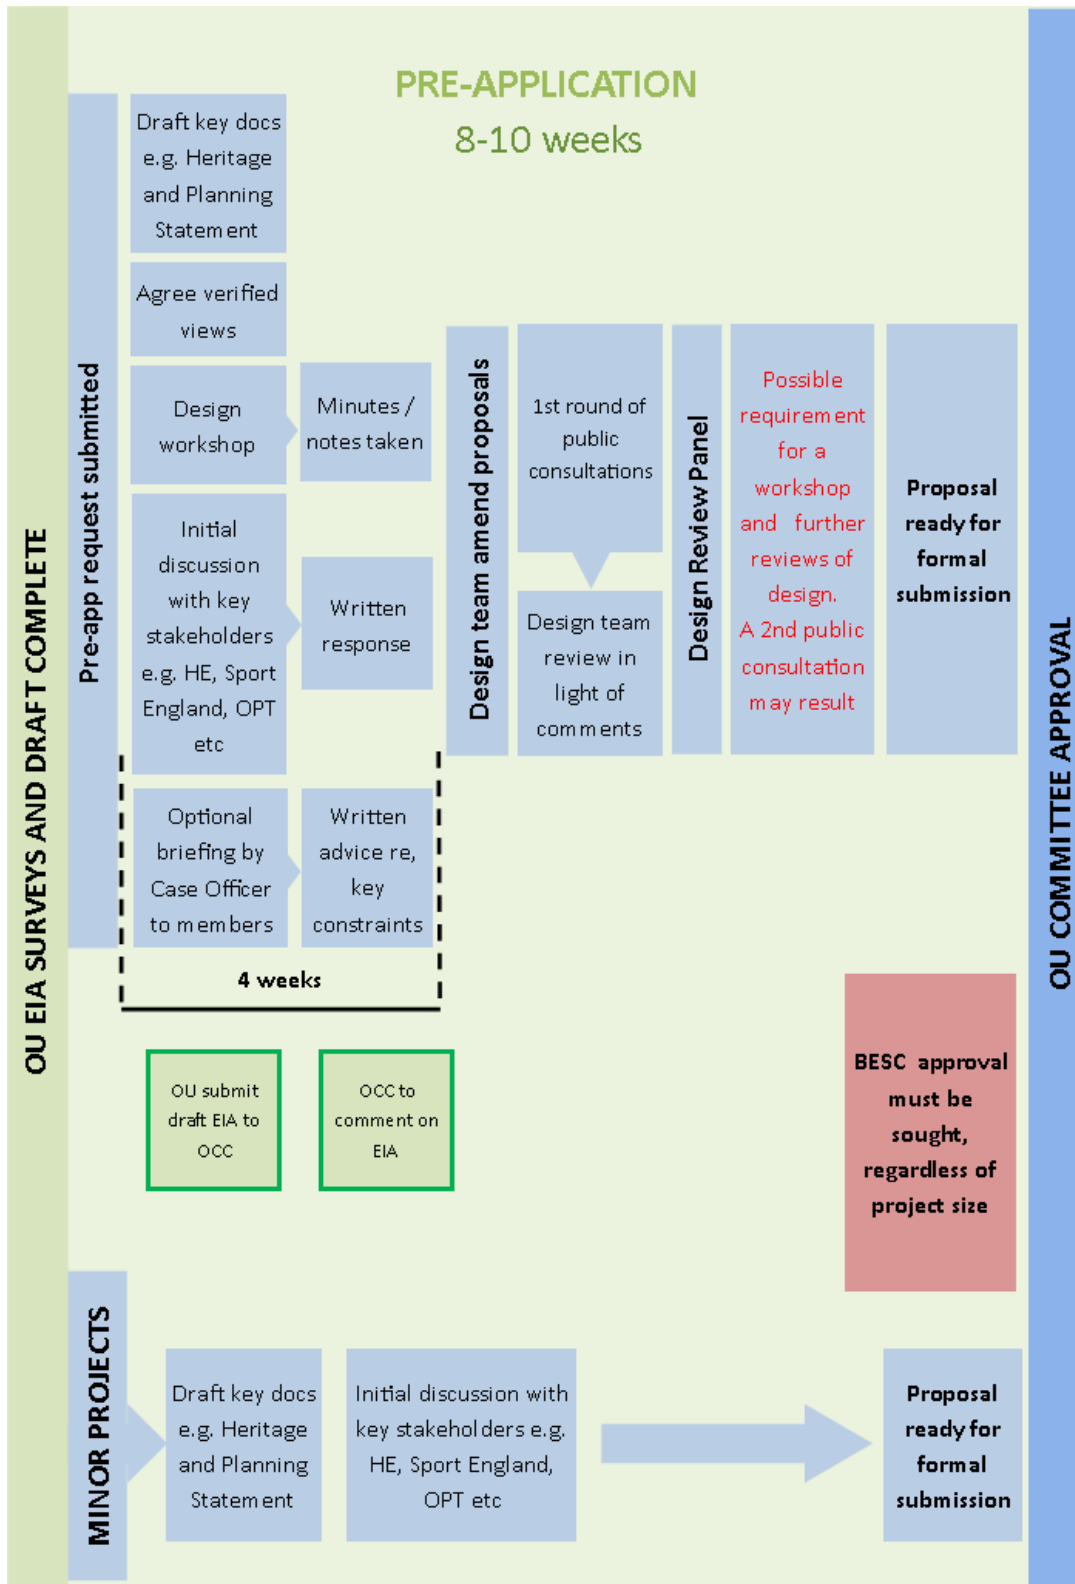 PRE-APPLICATION
8-10 weeks
OU EIA SURVEYS AND DRAFT COMPLETE
Pre-app request submitted
Draft key docs
e.g. Heritage
and Planning
Statement
Agree verified
views
Design
workshop
Minutes /
notes taken
Initial
discussion
with key
stakeholders
e.g. HE, Sport
England, OPT
etc
Written
response
Optional
briefing by
Case Officer
to members
Written
advice re,
key
constraints
4 weeks
Design team amend proposals
1st round of
public
consultations
Design team
review in
light of
comments
Design Review Panel
Possible
requirement
for a
workshop
and further
reviews of
design.
A 2nd public
consultation
may result
Proposal
ready for
formal
submission
OU COMMITTEE APPROVAL
OU submit
draft EIA to
OCC
OCC to
comment on
EIA
BESC approval
must be
sought,
regardless of
project size
MINOR PROJECTS
Draft key docs
e.g. Heritage
and Planning
Statement
Initial discussion with
key stakeholders e.g.
HE, Sport England,
OPT etc
Proposal
ready for
formal
submission